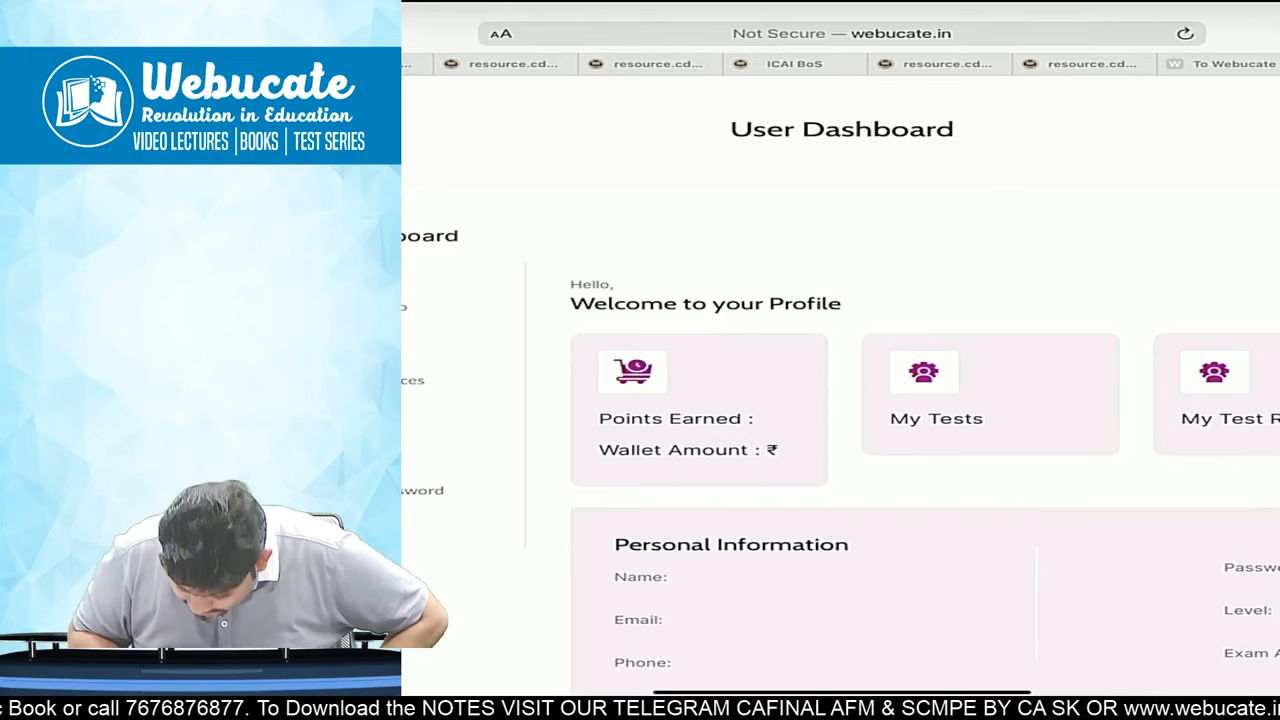 Webucate
Revolution in Education
VIDEO LECTURES | BOOKS | TEST SERIES
AA
Not Secure — webucate.in
...
resource.cd...
resource.cd...
ICAI BoS
resource.cd...
resource.cd...
W To Webucate
User Dashboard
board
Hello,
Welcome to your Profile
Points Earned :
Wallet Amount : ₹
My Tests
My Test R
ces
sword
Personal Information
Name:
Email:
Phone:
Passw
Level:
Exam A
c Book or call 7676876877. To Download the NOTES VISIT OUR TELEGRAM CAFINAL AFM & SCMPE BY CA SK OR www.webucate.i